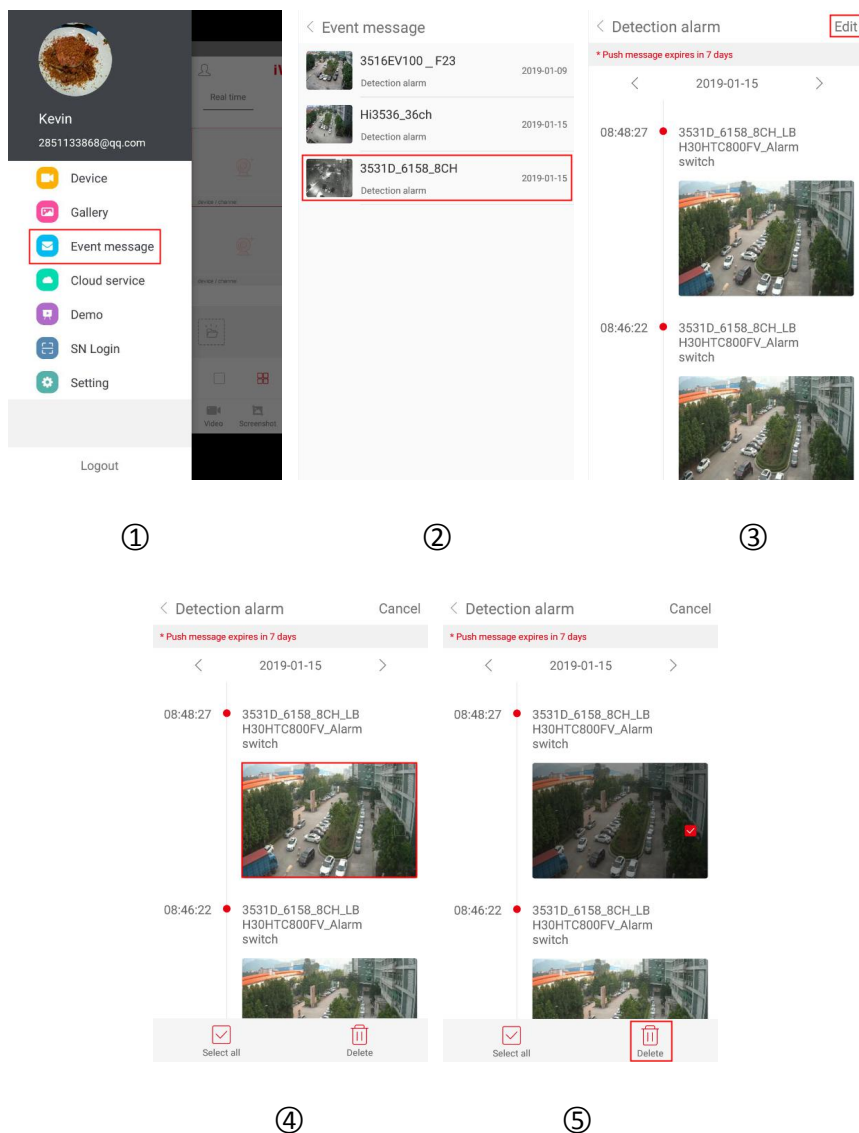 Kevin
2851133868@qq.com
Device
Gallery
Event message
Cloud service
Demo
SN Login
Setting
Logout
Real time
Video
Screenshot
①
Event message
3516EV100 _ F23
Detection alarm
2019-01-09
Hi3536_36ch
Detection alarm
2019-01-15
3531D_6158_8CH
Detection alarm
2019-01-15
②
Detection alarm
Edit
* Push message expires in 7 days
2019-01-15
08:48:27
3531D_6158_8CH_LB
H30HTC800FV_Alarm
switch
08:46:22
3531D_6158_8CH_LB
H30HTC800FV_Alarm
switch
③
Detection alarm
Cancel
* Push message expires in 7 days
2019-01-15
08:48:27
3531D_6158_8CH_LB
H30HTC800FV_Alarm
switch
08:46:22
3531D_6158_8CH_LB
H30HTC800FV_Alarm
switch
Select all
Delete
④
Detection alarm
Cancel
* Push message expires in 7 days
2019-01-15
08:48:27
3531D_6158_8CH_LB
H30HTC800FV_Alarm
switch
08:46:22
3531D_6158_8CH_LB
H30HTC800FV_Alarm
switch
Select all
Delete
⑤